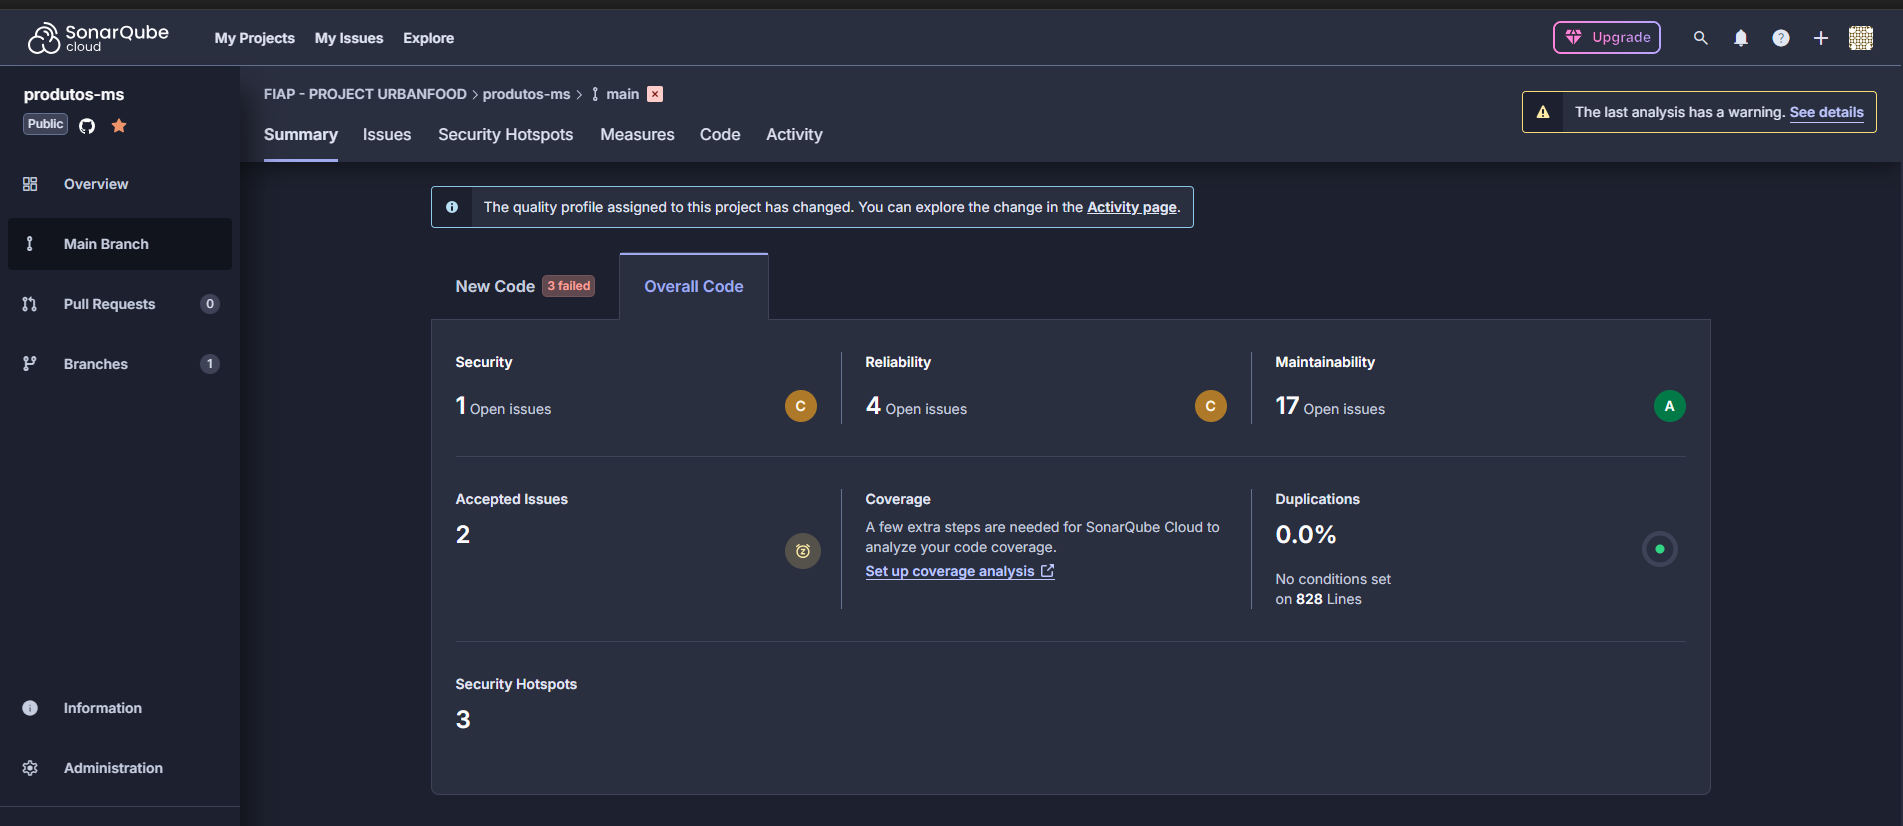 SonarQube cloud
My Projects
My Issues
Explore
Upgrade
produtos-ms
Public
Overview
Main Branch
Pull Requests 0
Branches 1
Information
Administration
FIAP - PROJECT URBANFOOD > produtos-ms > main
Summary
Issues
Security Hotspots
Measures
Code
Activity
The last analysis has a warning. See details
The quality profile assigned to this project has changed. You can explore the change in the Activity page.
New Code 3 failed
Overall Code
Security
1 Open issues
C
Reliability
4 Open issues
C
Maintainability
17 Open issues
A
Accepted Issues
2
Coverage
A few extra steps are needed for SonarQube Cloud to
analyze your code coverage.
Set up coverage analysis
Duplications
0.0%
No conditions set
on 828 Lines
Security Hotspots
3